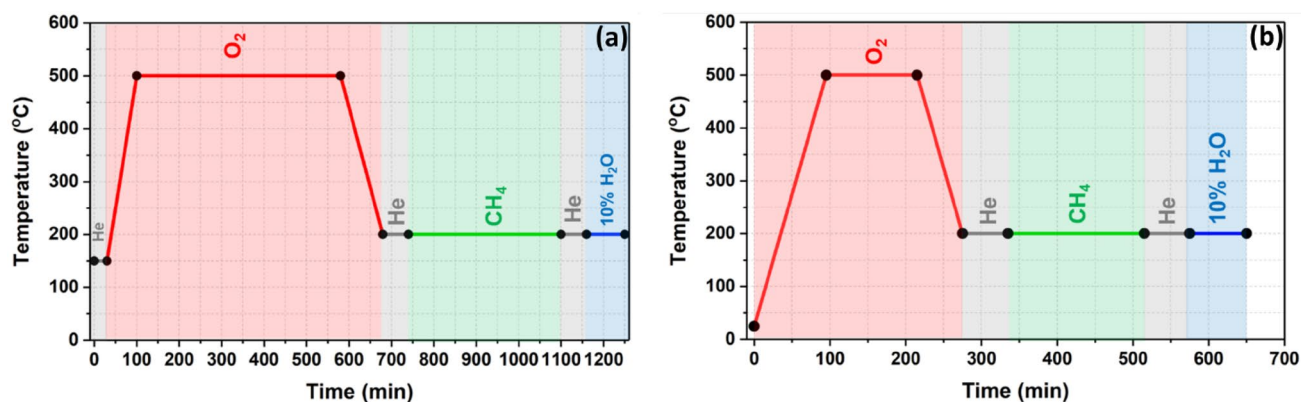 (a)
600
500
400
300
200
100
0
Temperature (°C)
He
O₂
He
CH₄
He
10% H₂O
0 100 200 300 400 500 600 700 800 900 1000 1100 1200
Time (min)
(b)
600
500
400
300
200
100
0
Temperature (°C)
O₂
He
CH₄
He
10% H₂O
0 100 200 300 400 500 600 700
Time (min)